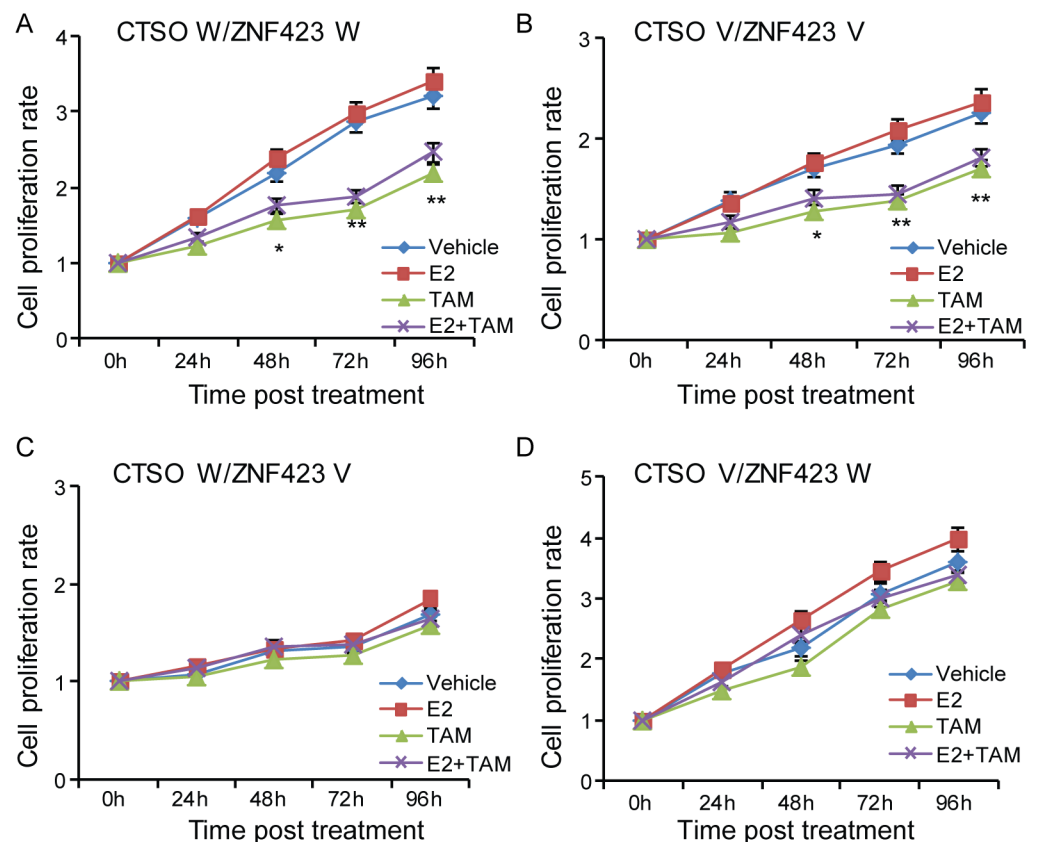 A
CTSO W/ZNF423 W
Cell proliferation rate
4
3
2
1
0
*
**
**
Vehicle
E2
TAM
E2+TAM
0h 24h 48h 72h 96h
Time post treatment
B
CTSO V/ZNF423 V
Cell proliferation rate
3
2
1
0
*
**
**
Vehicle
E2
TAM
E2+TAM
0h 24h 48h 72h 96h
Time post treatment
C
CTSO W/ZNF423 V
Cell proliferation rate
3
2
1
0
Vehicle
E2
TAM
E2+TAM
0h 24h 48h 72h 96h
Time post treatment
D
CTSO V/ZNF423 W
Cell proliferation rate
5
4
3
2
1
0
Vehicle
E2
TAM
E2+TAM
0h 24h 48h 72h 96h
Time post treatment